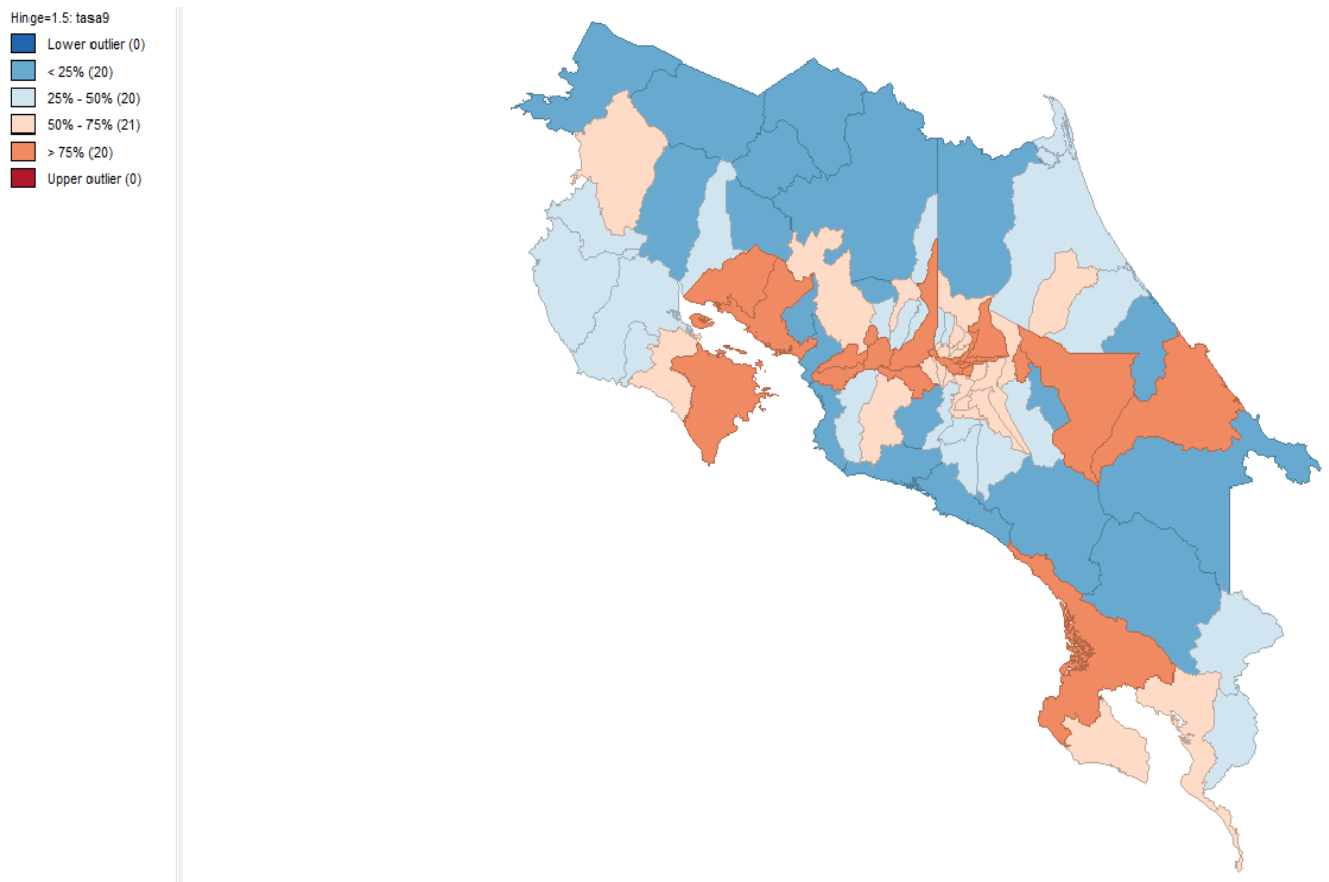 Hinge=1.5: tasa9
Lower outlier (0)
< 25% (20)
25% - 50% (20)
50% - 75% (21)
> 75% (20)
Upper outlier (0)